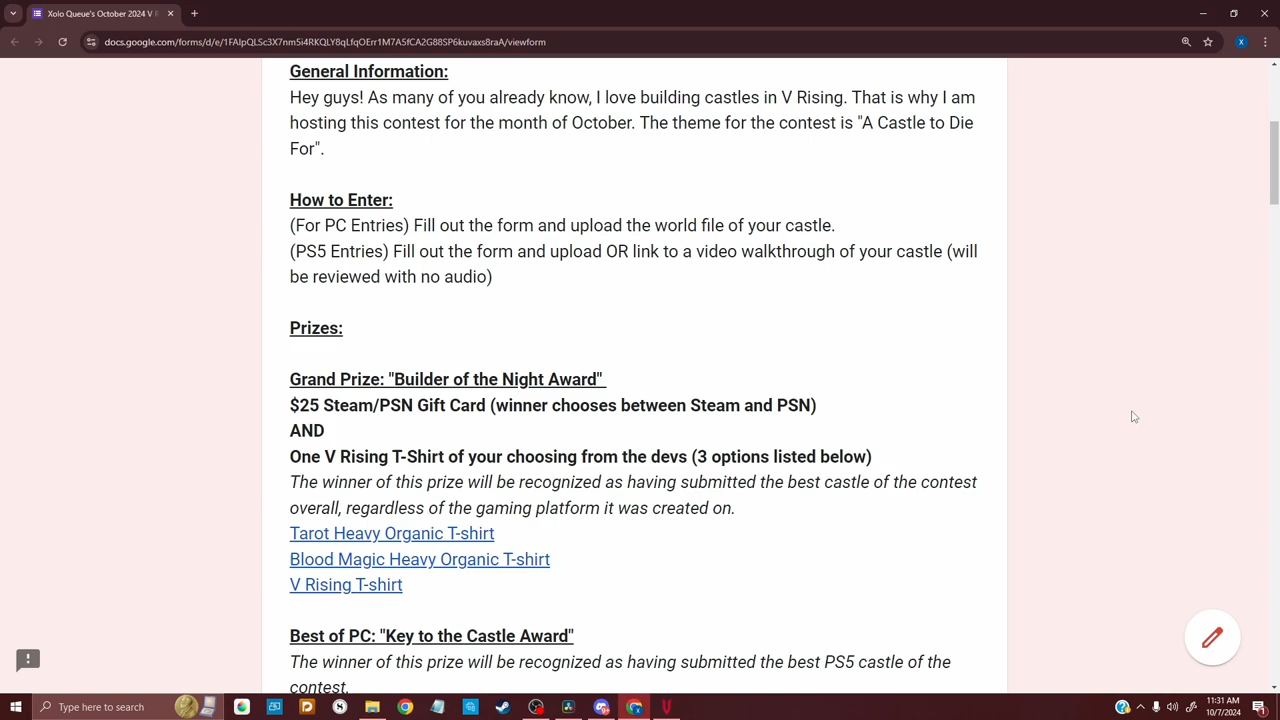 Xolo Queue's October 2024 V R
docs.google.com/forms/d/e/1FAIpQLSc3X7nm5i4RKQLY8qLfqOErr1M7A5fCA2G88SP6kuvaxs8raA/viewform
General Information:
Hey guys! As many of you already know, I love building castles in V Rising. That is why I am
hosting this contest for the month of October. The theme for the contest is "A Castle to Die
For".
How to Enter:
(For PC Entries) Fill out the form and upload the world file of your castle.
(PS5 Entries) Fill out the form and upload OR link to a video walkthrough of your castle (will
be reviewed with no audio)
Prizes:
Grand Prize: "Builder of the Night Award"
$25 Steam/PSN Gift Card (winner chooses between Steam and PSN)
AND
One V Rising T-Shirt of your choosing from the devs (3 options listed below)
The winner of this prize will be recognized as having submitted the best castle of the contest
overall, regardless of the gaming platform it was created on.
Tarot Heavy Organic T-shirt
Blood Magic Heavy Organic T-shirt
V Rising T-shirt
Best of PC: "Key to the Castle Award"
The winner of this prize will be recognized as having submitted the best PS5 castle of the
contest.
Type here to search
11:31 AM
10/7/2024